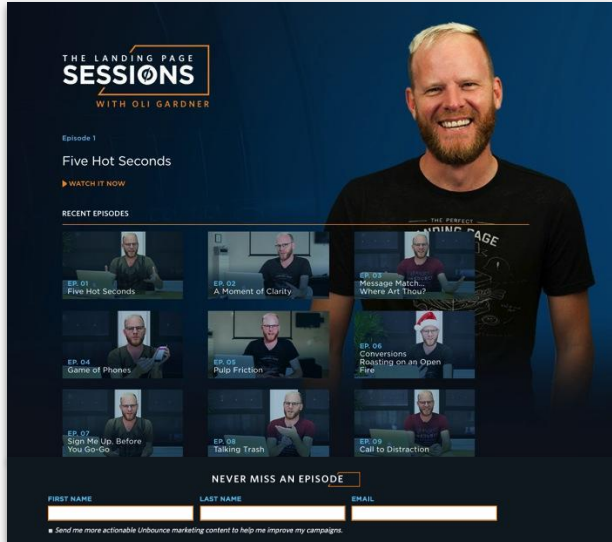 THE LANDING PAGE
SESSIONS
WITH OLI GARDNER
Episode 1
Five Hot Seconds
WATCH IT NOW
RECENT EPISODES
THE PERFECT
LANDING PAGE
EP. 01
Five Hot Seconds
EP. 02
A Moment of Clarity
EP. 03
Message Match...
Where Art Thou?
EP. 04
Game of Phones
EP. 05
Pulp Friction
EP. 06
Conversions
Roasting on an Open
Fire
EP. 07
Sign Me Up, Before
You Go-Go
EP. 08
Talking Trash
EP. 09
Call to Distraction
NEVER MISS AN EPISODE
FIRST NAME
LAST NAME
EMAIL
Send me more actionable Unbounce marketing content to help me improve my campaigns.